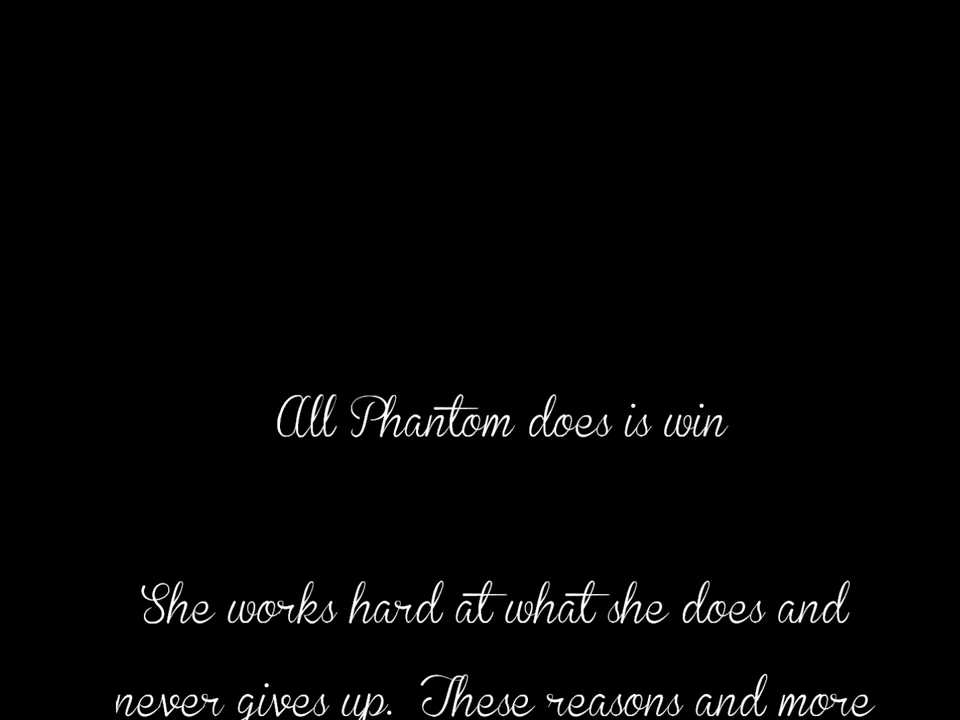 All Phantom does is win
She works hard at what she does and
never gives up. These reasons and more